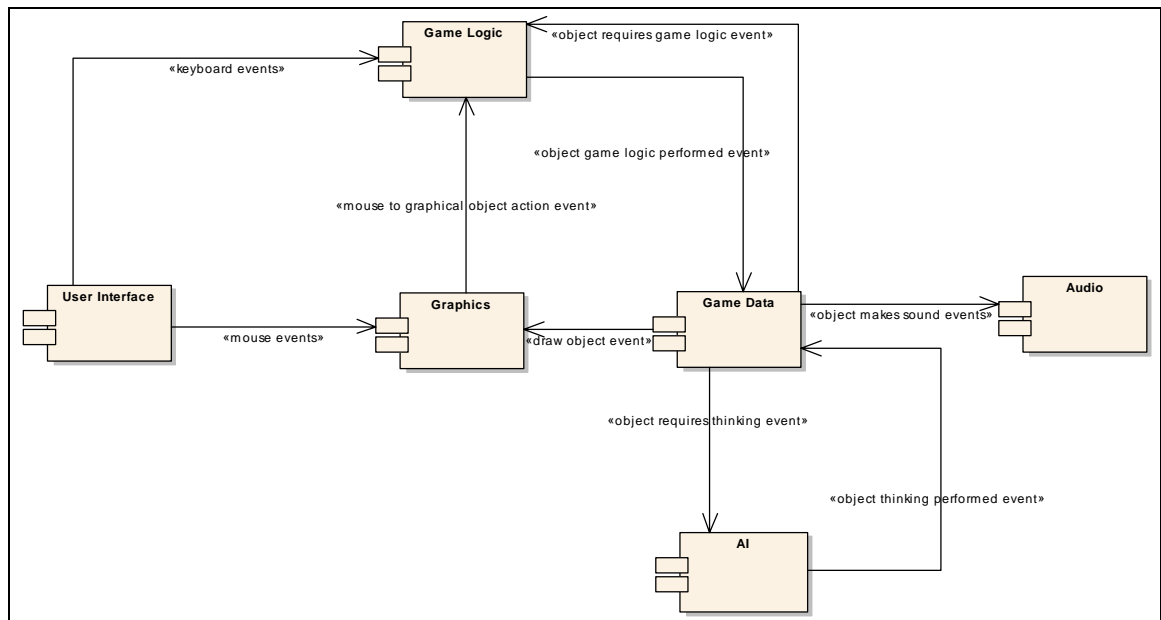 Game Logic
«object requires game logic event»
«keyboard events»
«object game logic performed event»
«mouse to graphical object action event»
User Interface
Graphics
Game Data
Audio
«mouse events»
«draw object event»
«object makes sound events»
«object requires thinking event»
«object thinking performed event»
AI